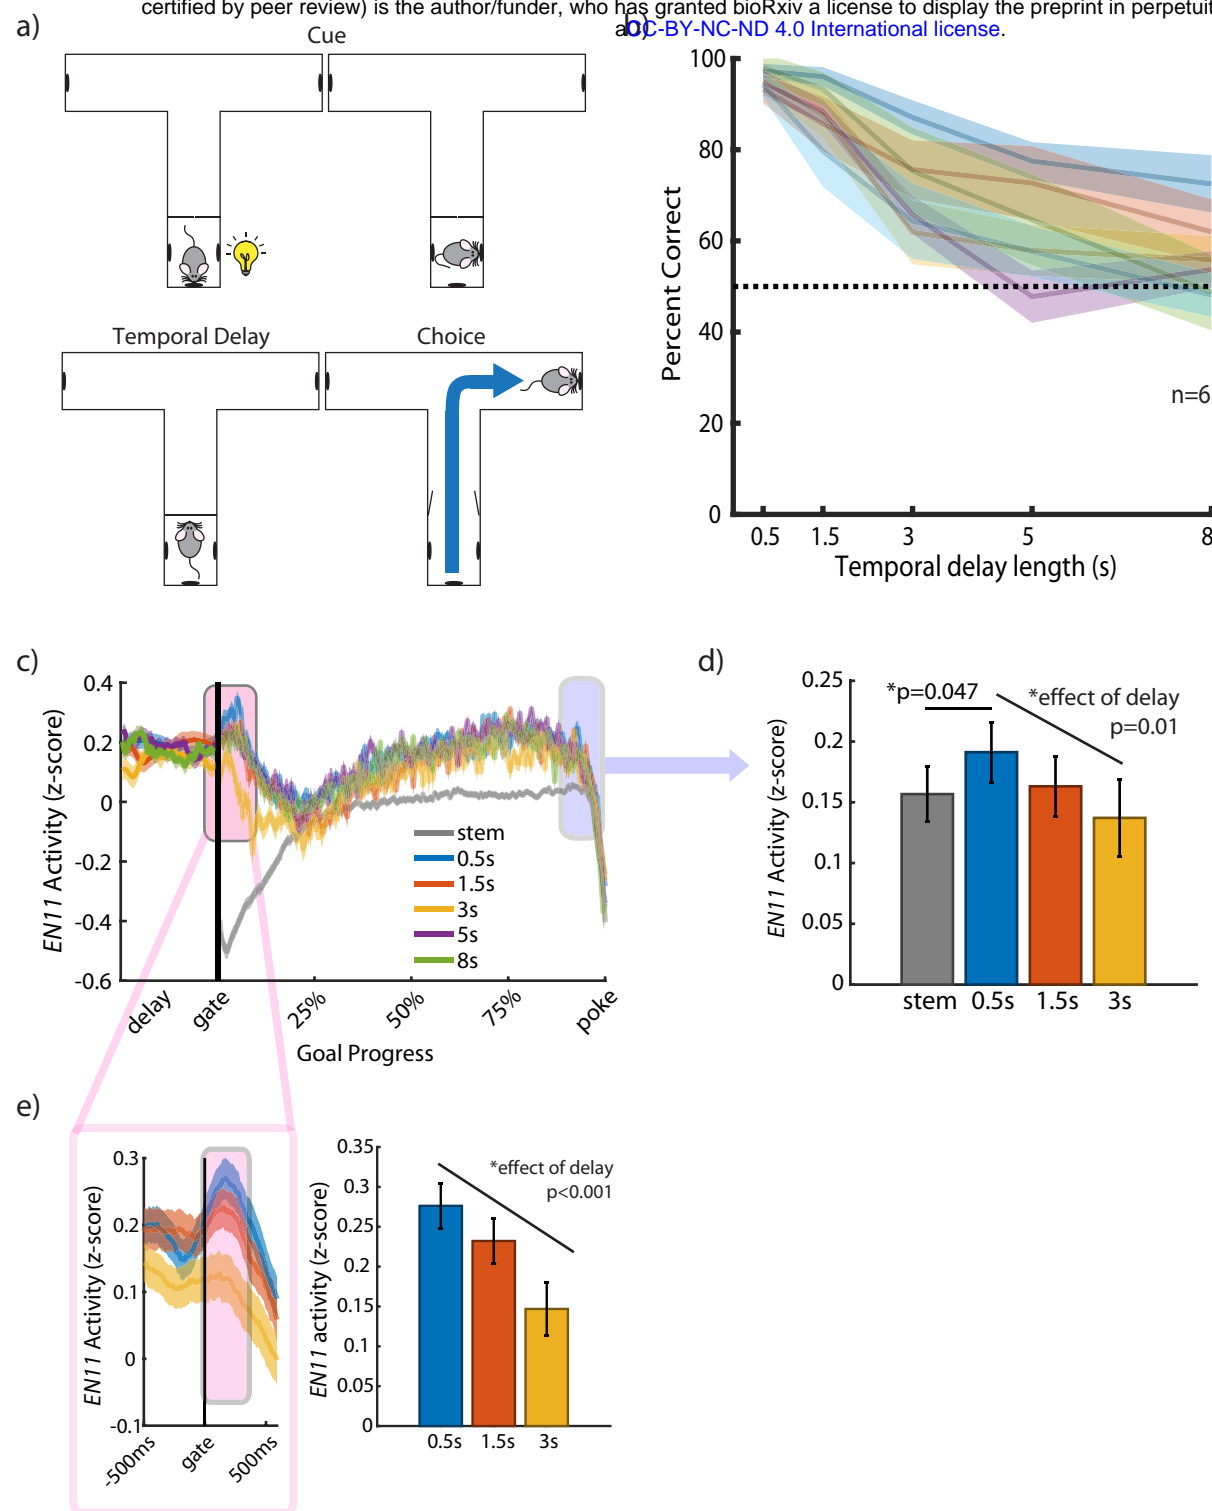 certified by peer review) is the author/funder, who has granted bioRxiv a license to display the preprint in perpetuit
CC-BY-NC-ND 4.0 International license.
a)
Cue
Temporal Delay
Choice
b)
100
80
60
40
20
0
Percent Correct
n=6
0.5
1.5
3
5
8
Temporal delay length (s)
c)
0.4
0.2
0
-0.2
-0.4
-0.6
EN11 Activity (z-score)
stem
0.5s
1.5s
3s
5s
8s
delay
gate
25%
50%
75%
poke
Goal Progress
d)
0.25
0.2
0.15
0.1
0.05
0
EN11 Activity (z-score)
*p=0.047
*effect of delay
p=0.01
stem
0.5s
1.5s
3s
e)
0.3
0.2
0.1
0
-0.1
EN11 Activity (z-score)
-500ms
gate
500ms
0.35
0.3
0.25
0.2
0.15
0.1
0.05
0
EN11 activity (z-score)
*effect of delay
p<0.001
0.5s
1.5s
3s